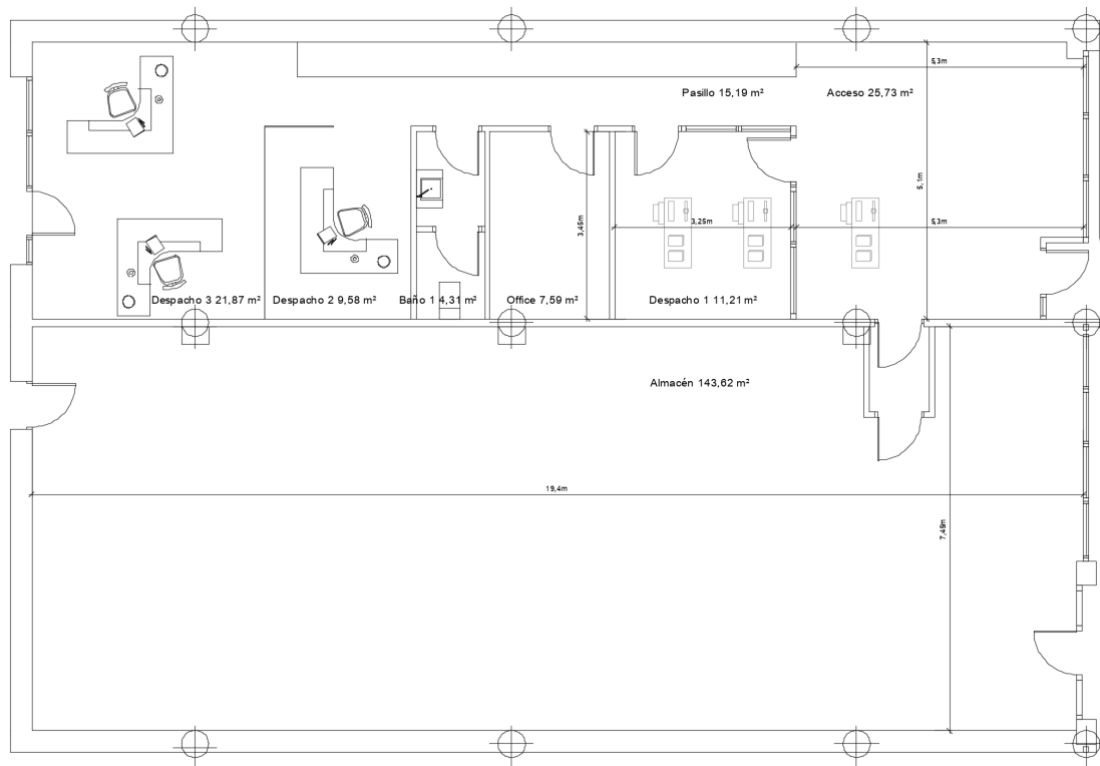 5,3m
Pasillo 15,19 m²
Acceso 25,73 m²
5,1m
3,45m
3,25m
5,3m
Despacho 3 21,87 m²
Despacho 2 9,58 m²
Baño 1 4,31 m²
Office 7,59 m²
Despacho 1 11,21 m²
Almacén 143,62 m²
19,4m
7,45m